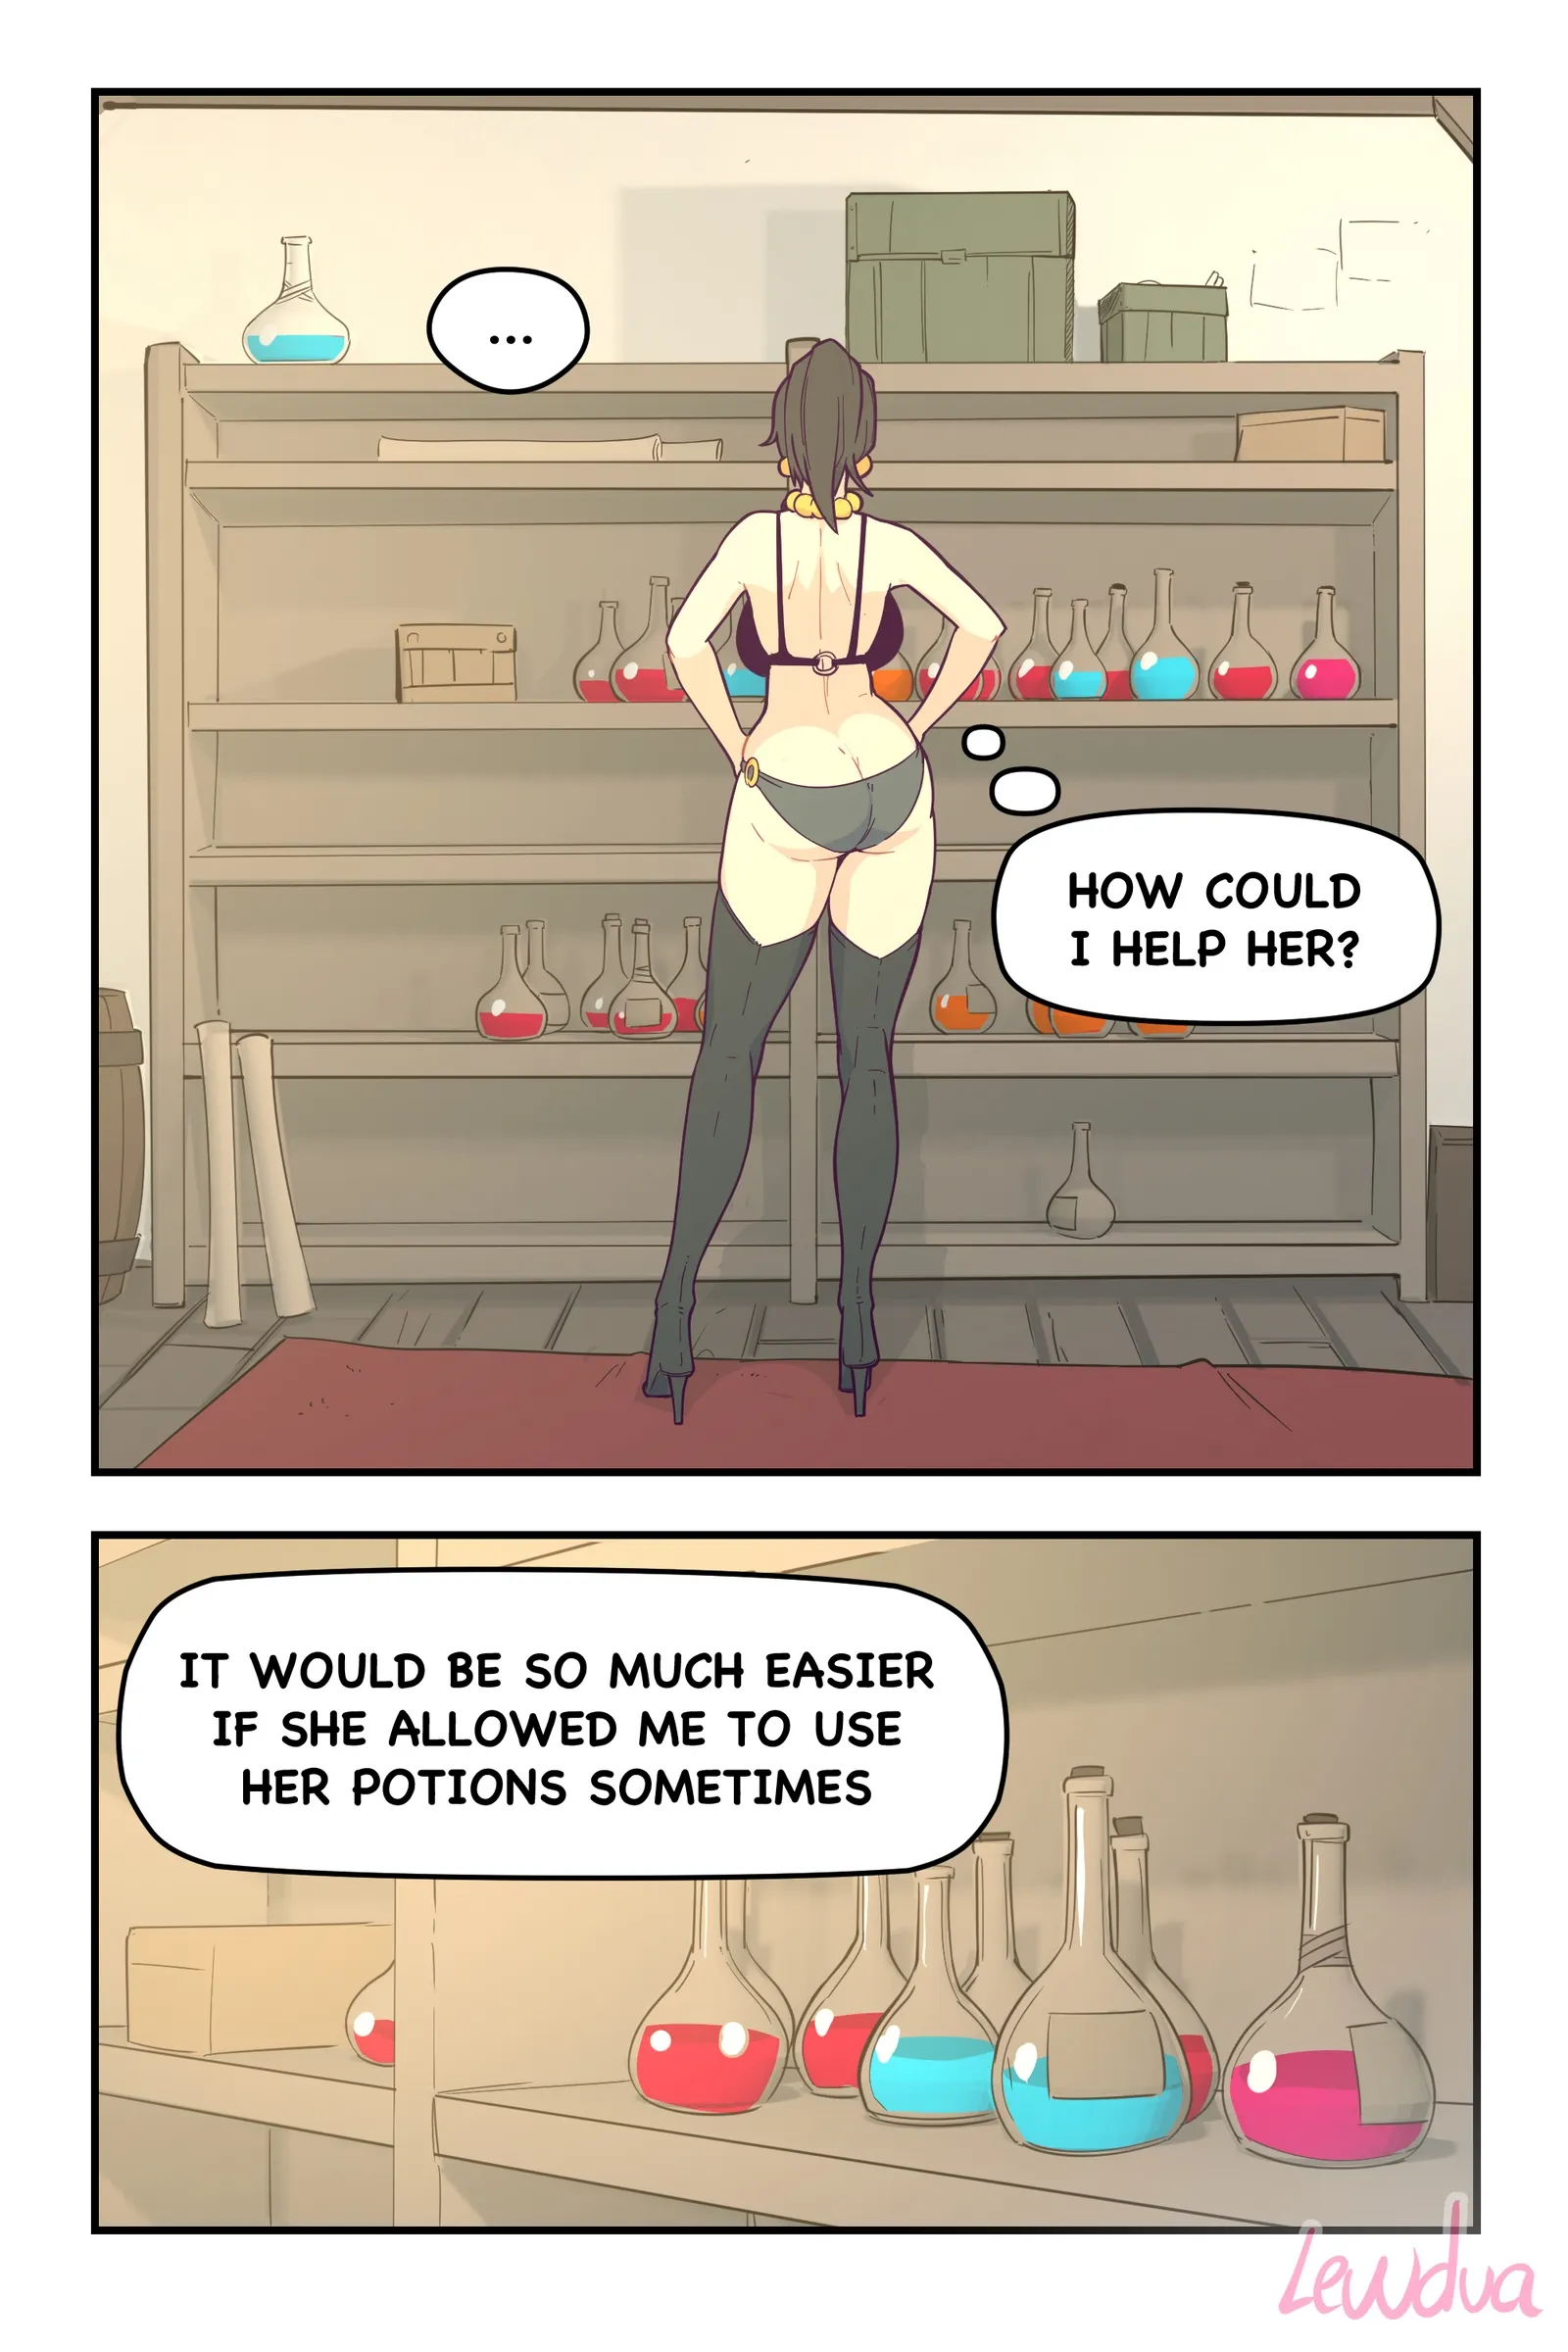 ...
HOW COULD
I HELP HER?
IT WOULD BE SO MUCH EASIER
IF SHE ALLOWED ME TO USE
HER POTIONS SOMETIMES
Lewdua